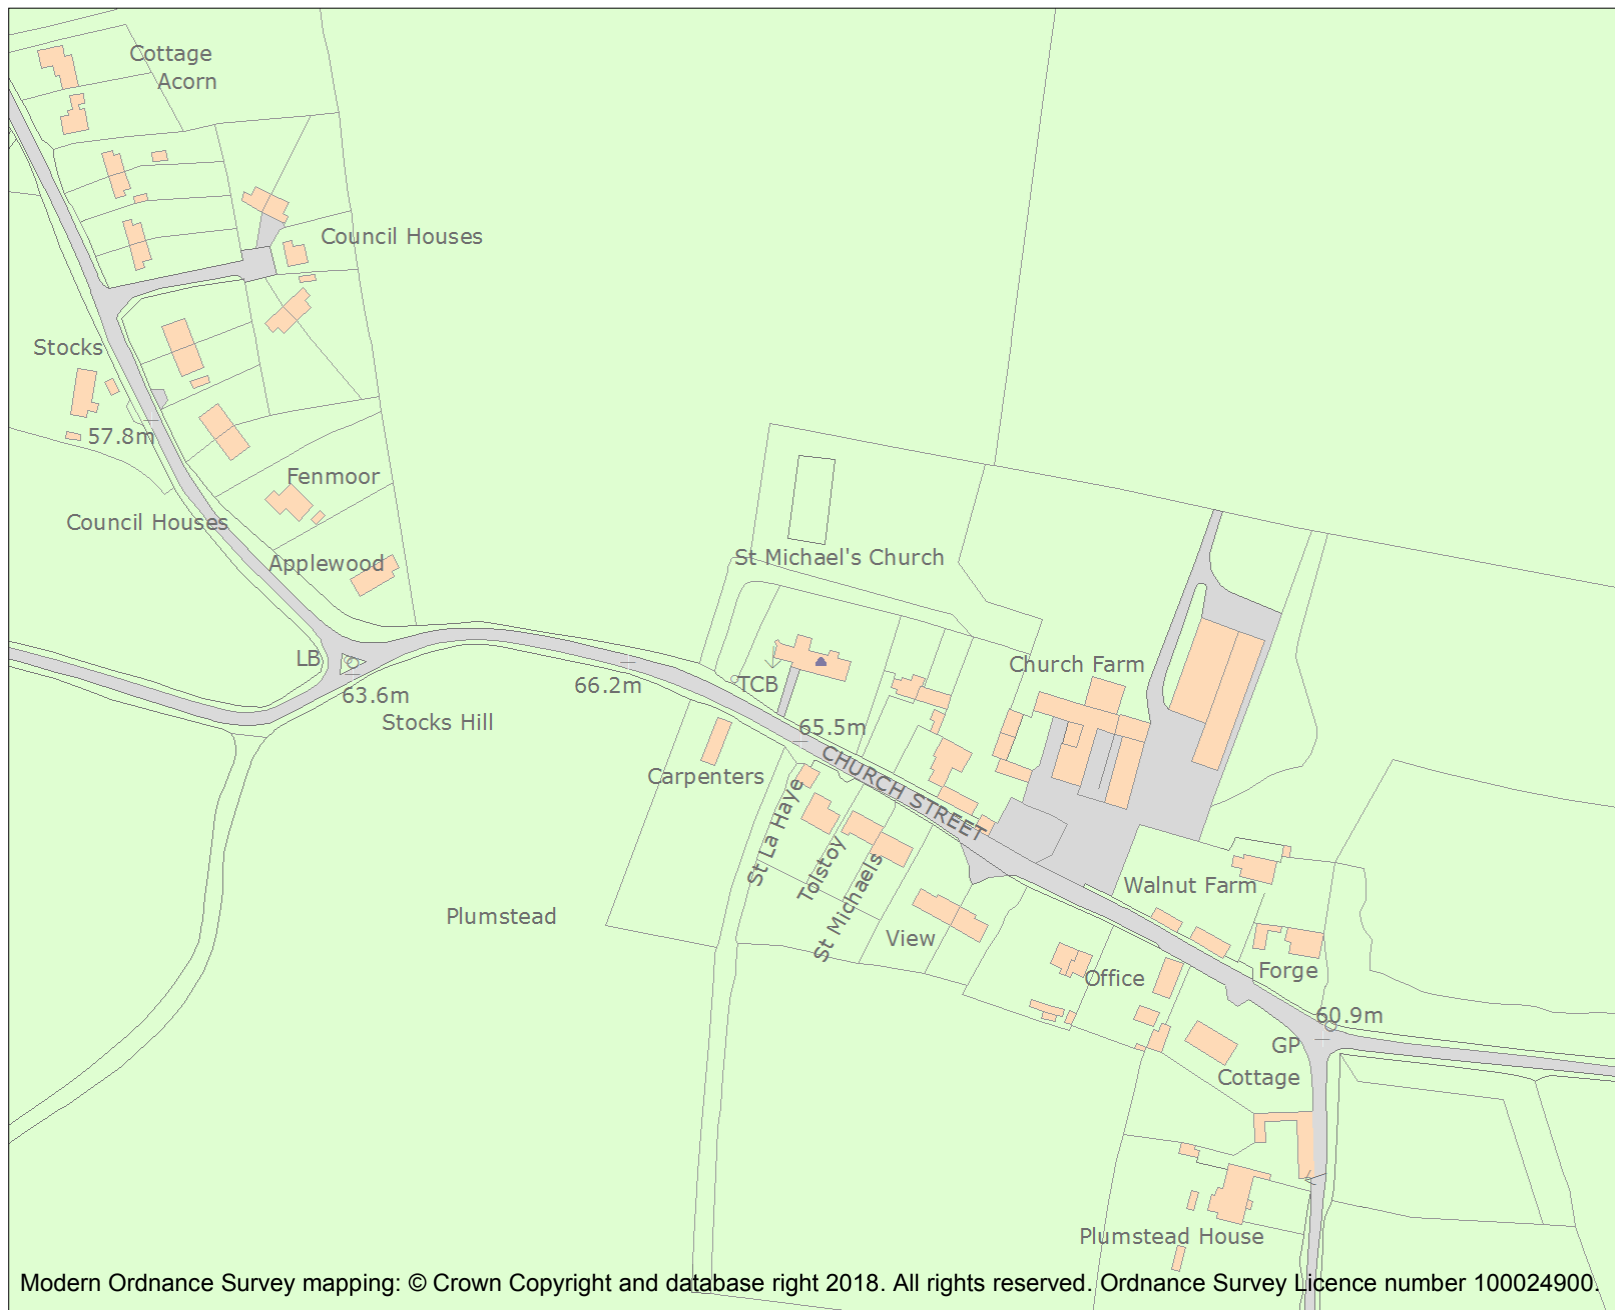 Cottage
Acorn
Council Houses
Stocks
57.8m
Fenmoor
Council Houses
Applewood
St Michael's Church
LB
63.6m
66.2m
TCB
Church Farm
Stocks Hill
65.5m
CHURCH STREET
Carpenters
St La Haye
Tolstoy
St Michaels
Walnut Farm
Plumstead
View
Office
Forge
60.9m
GP
Cottage
Plumstead House
Modern Ordnance Survey mapping: © Crown Copyright and database right 2018. All rights reserved. Ordnance Survey Licence number 100024900.